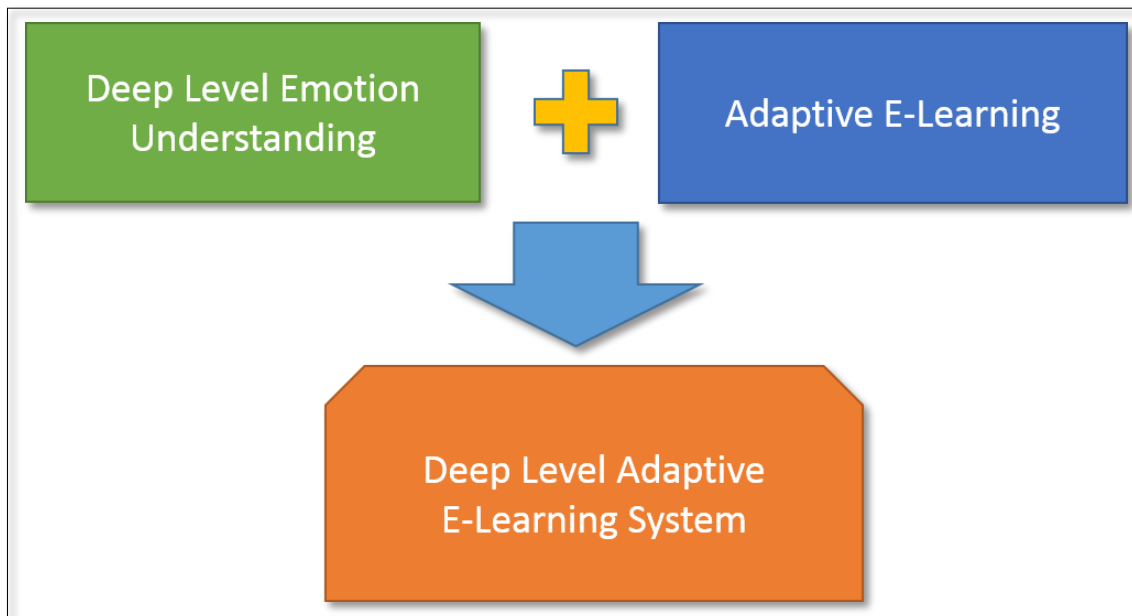 Deep Level Emotion
Understanding
Adaptive E-Learning
Deep Level Adaptive
E-Learning System